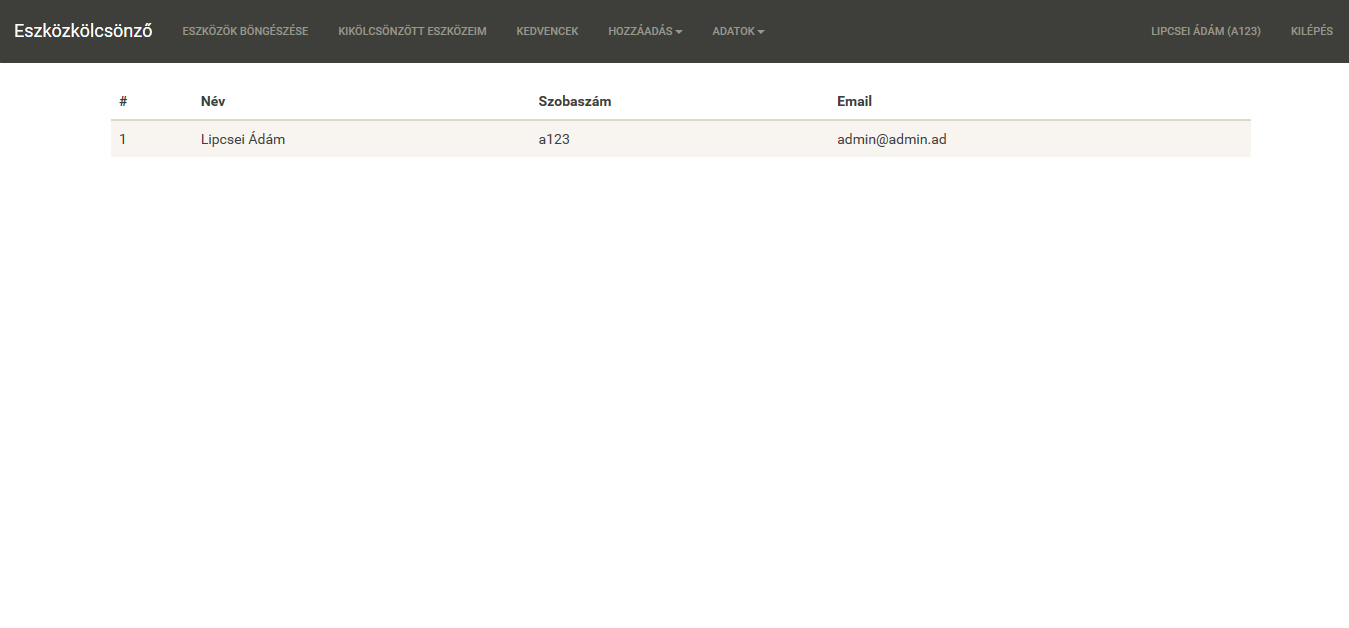 Eszközkölcsönző ESZKÖZÖK BÖNGÉSZÉSE KIKÖLCSÖNZÖTT ESZKÖZEIM KEDVENCEK HOZZÁADÁS ADATOK LIPCSEI ÁDÁM (A123) KILÉPÉS
# Név Szobaszám Email
1 Lipcsei Ádám a123 admin@admin.ad